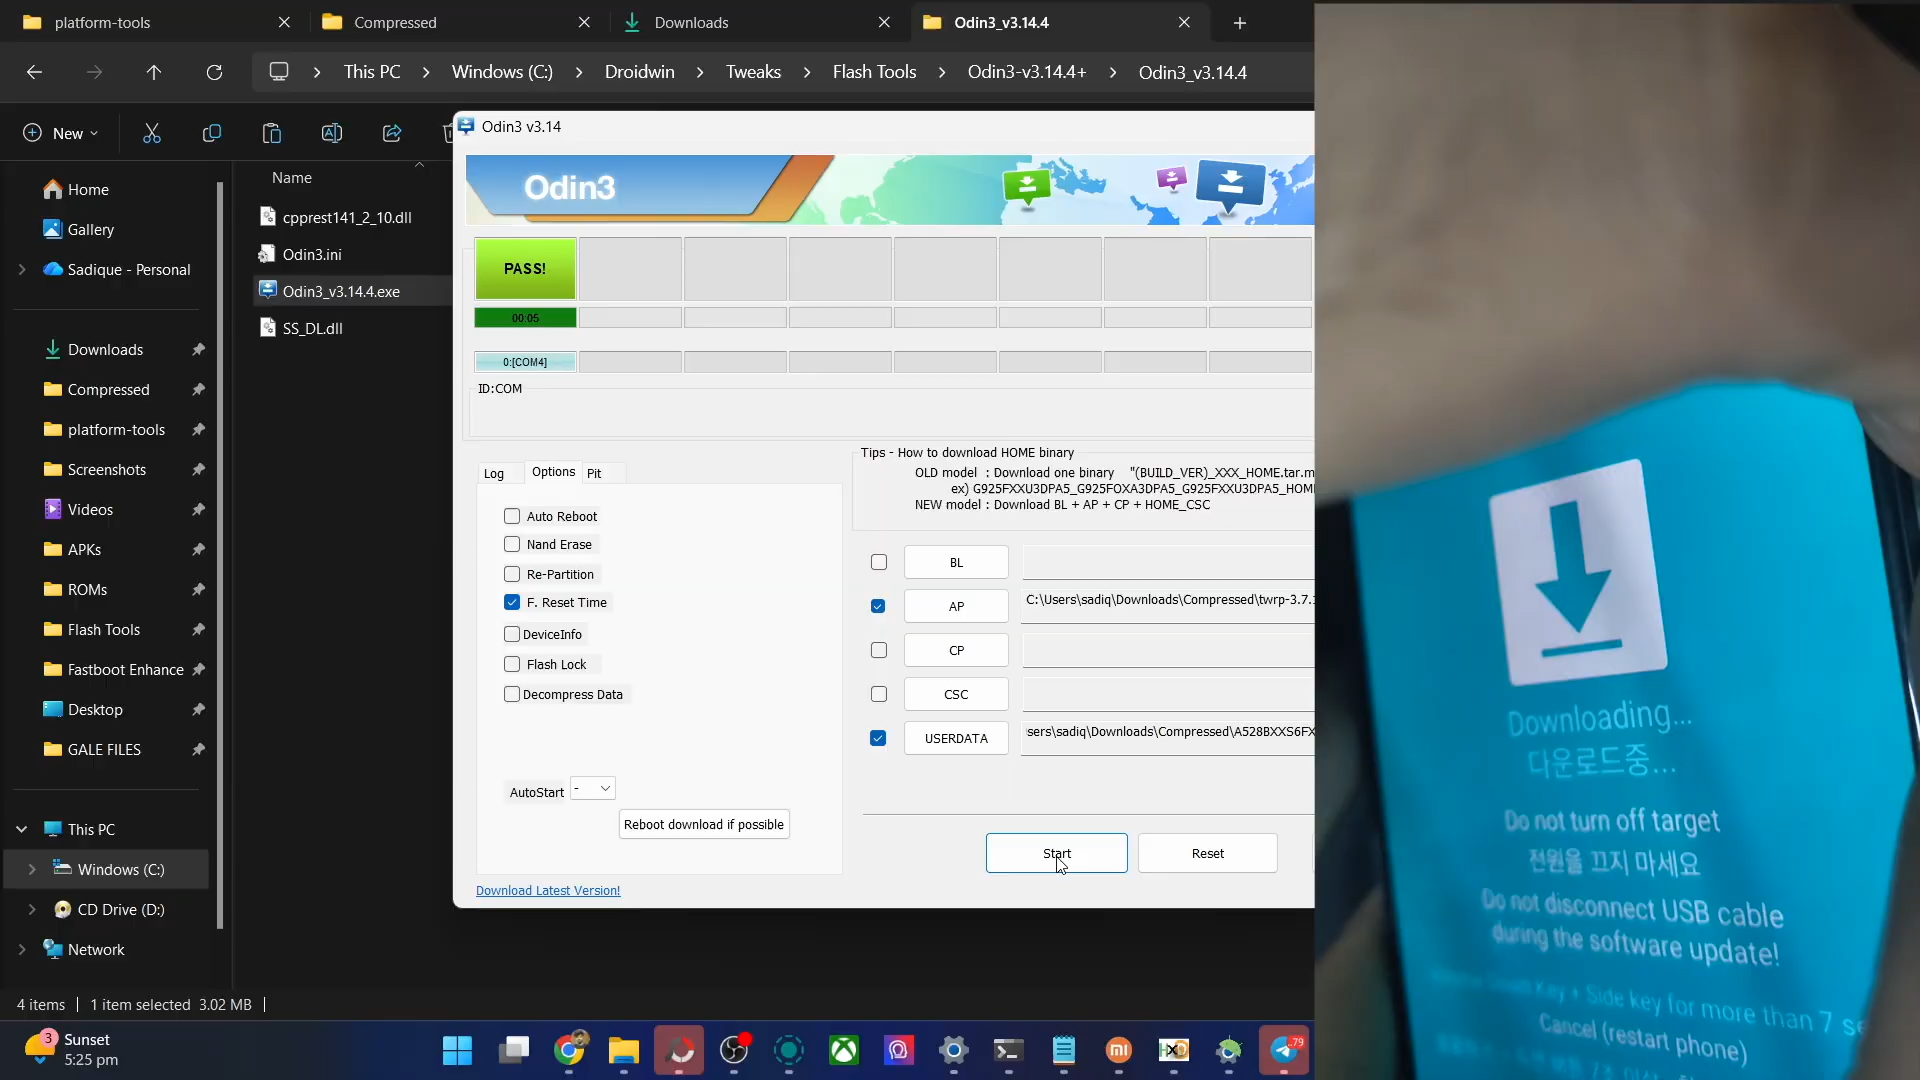 platform-tools
Compressed
Downloads
Odin3_v3.14.4
This PC
Windows (C:)
Droidwin
Tweaks
Flash Tools
Odin3-v3.14.4+
Odin3_v3.14.4
New
Odin3 v3.14
Name
cpprest141_2_10.dll
Odin3.ini
Odin3_v3.14.4.exe
SS_DL.dll
Home
Gallery
Sadique - Personal
Downloads
Compressed
platform-tools
Screenshots
Videos
APKs
ROMs
Flash Tools
Fastboot Enhance
Desktop
GALE FILES
This PC
Windows (C:)
CD Drive (D:)
Network
Odin3
PASS!
00:05
0:[COM4]
ID:COM
Log
Options
Pit
Auto Reboot
Nand Erase
Re-Partition
F. Reset Time
DeviceInfo
Flash Lock
Decompress Data
AutoStart
-
Reboot download if possible
Download Latest Version!
Tips - How to download HOME binary
OLD model : Download one binary "(BUILD_VER)_XXX_HOME.tar.m
ex) G925FXXU3DPA5_G925FOXA3DPA5_G925FXXU3DPA5_HOM
NEW model : Download BL + AP + CP + HOME_CSC
BL
AP
C:\Users\sadiq\Downloads\Compressed\twrp-3.7.
CP
CSC
USERDATA
sers\sadiq\Downloads\Compressed\A528BXXS6FX
Start
Reset
4 items
1 item selected 3.02 MB
3
Sunset
5:25 pm
79
Downloading...
다운로드중...
Do not turn off target
전원을 끄지 마세요
Do not disconnect USB cable
during the software update!
Key + Side key for more than 7 se
Cancel (restart phone)